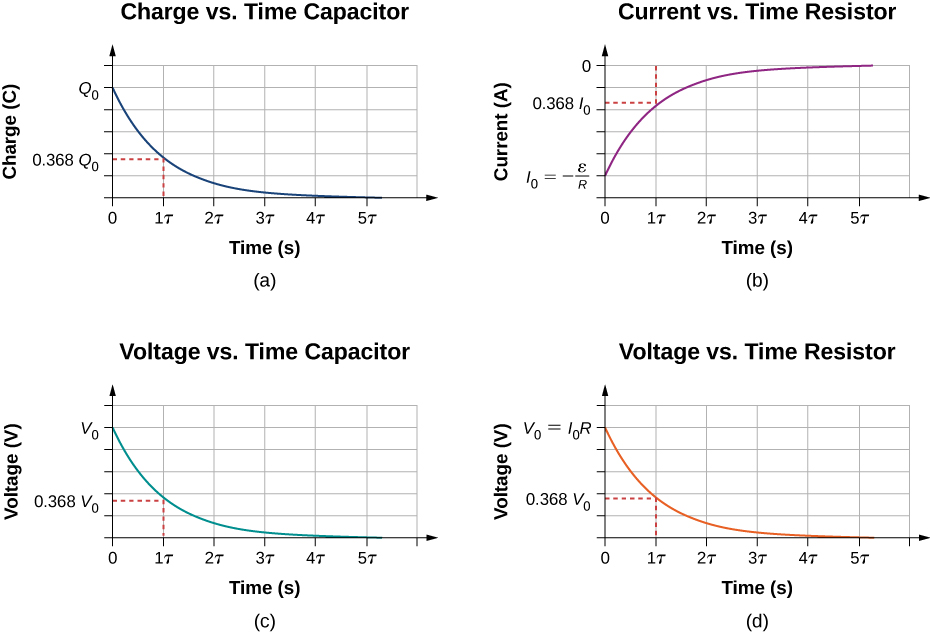 Charge vs. Time Capacitor
Charge (C)
Q0
0.368 Q0
0 1τ 2τ 3τ 4τ 5τ
Time (s)
(a)
Current vs. Time Resistor
Current (A)
0
0.368 I0
I0 = −ε/R
0 1τ 2τ 3τ 4τ 5τ
Time (s)
(b)
Voltage vs. Time Capacitor
Voltage (V)
V0
0.368 V0
0 1τ 2τ 3τ 4τ 5τ
Time (s)
(c)
Voltage vs. Time Resistor
Voltage (V)
V0 = I0R
0.368 V0
0 1τ 2τ 3τ 4τ 5τ
Time (s)
(d)